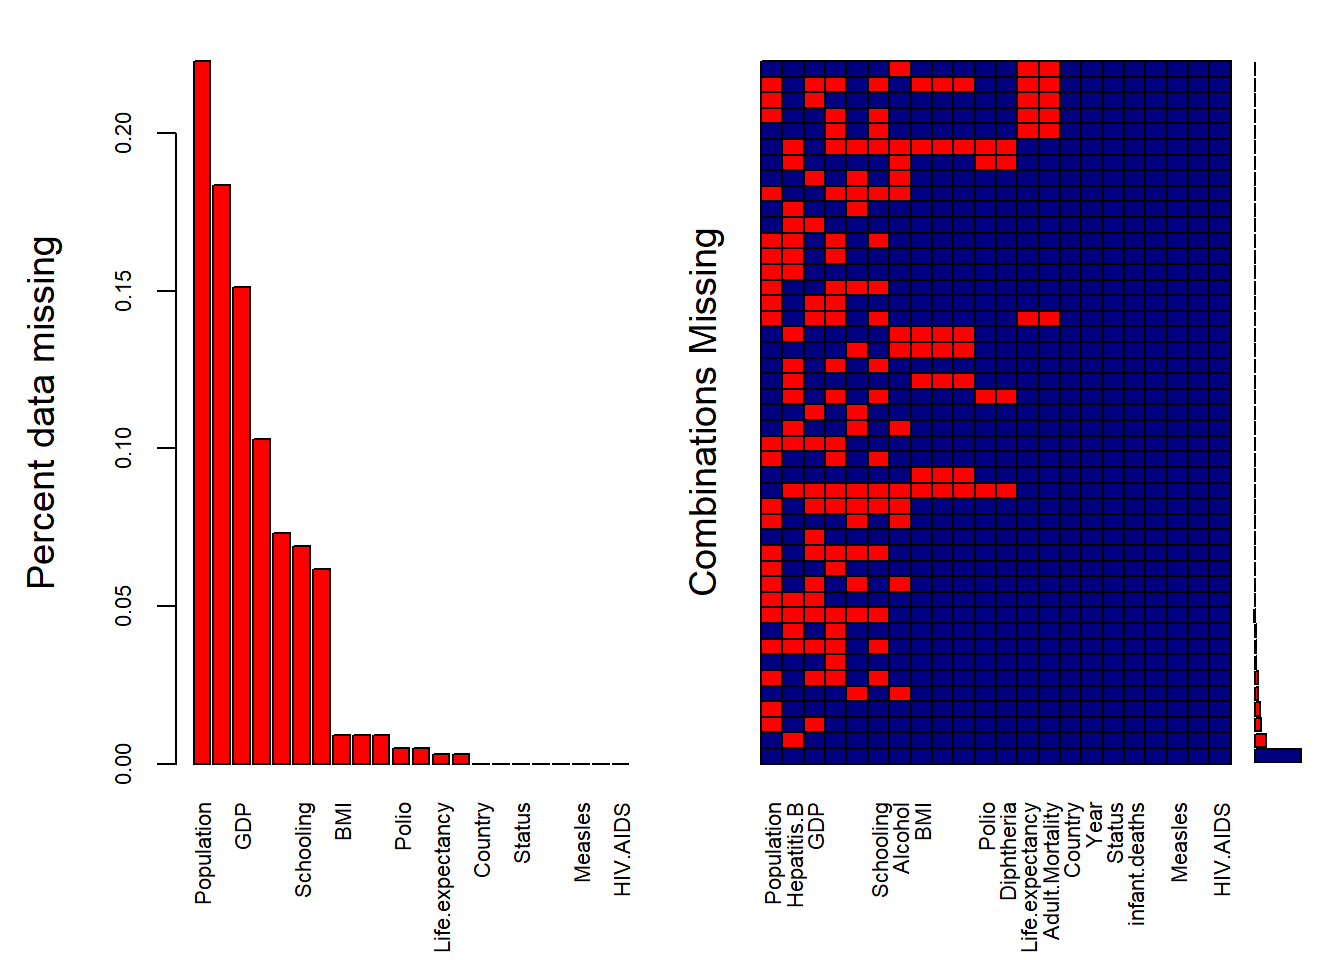 Percent data missing
0.00
0.05
0.10
0.15
0.20
Population
GDP
Schooling
BMI
Polio
Life.expectancy
Country
Status
Measles
HIV.AIDS
Combinations Missing
Population
Hepatitis.B
GDP
Schooling
Alcohol
BMI
Polio
Diphtheria
Life.expectancy
Adult.Mortality
Country
Year
Status
infant.deaths
Measles
HIV.AIDS